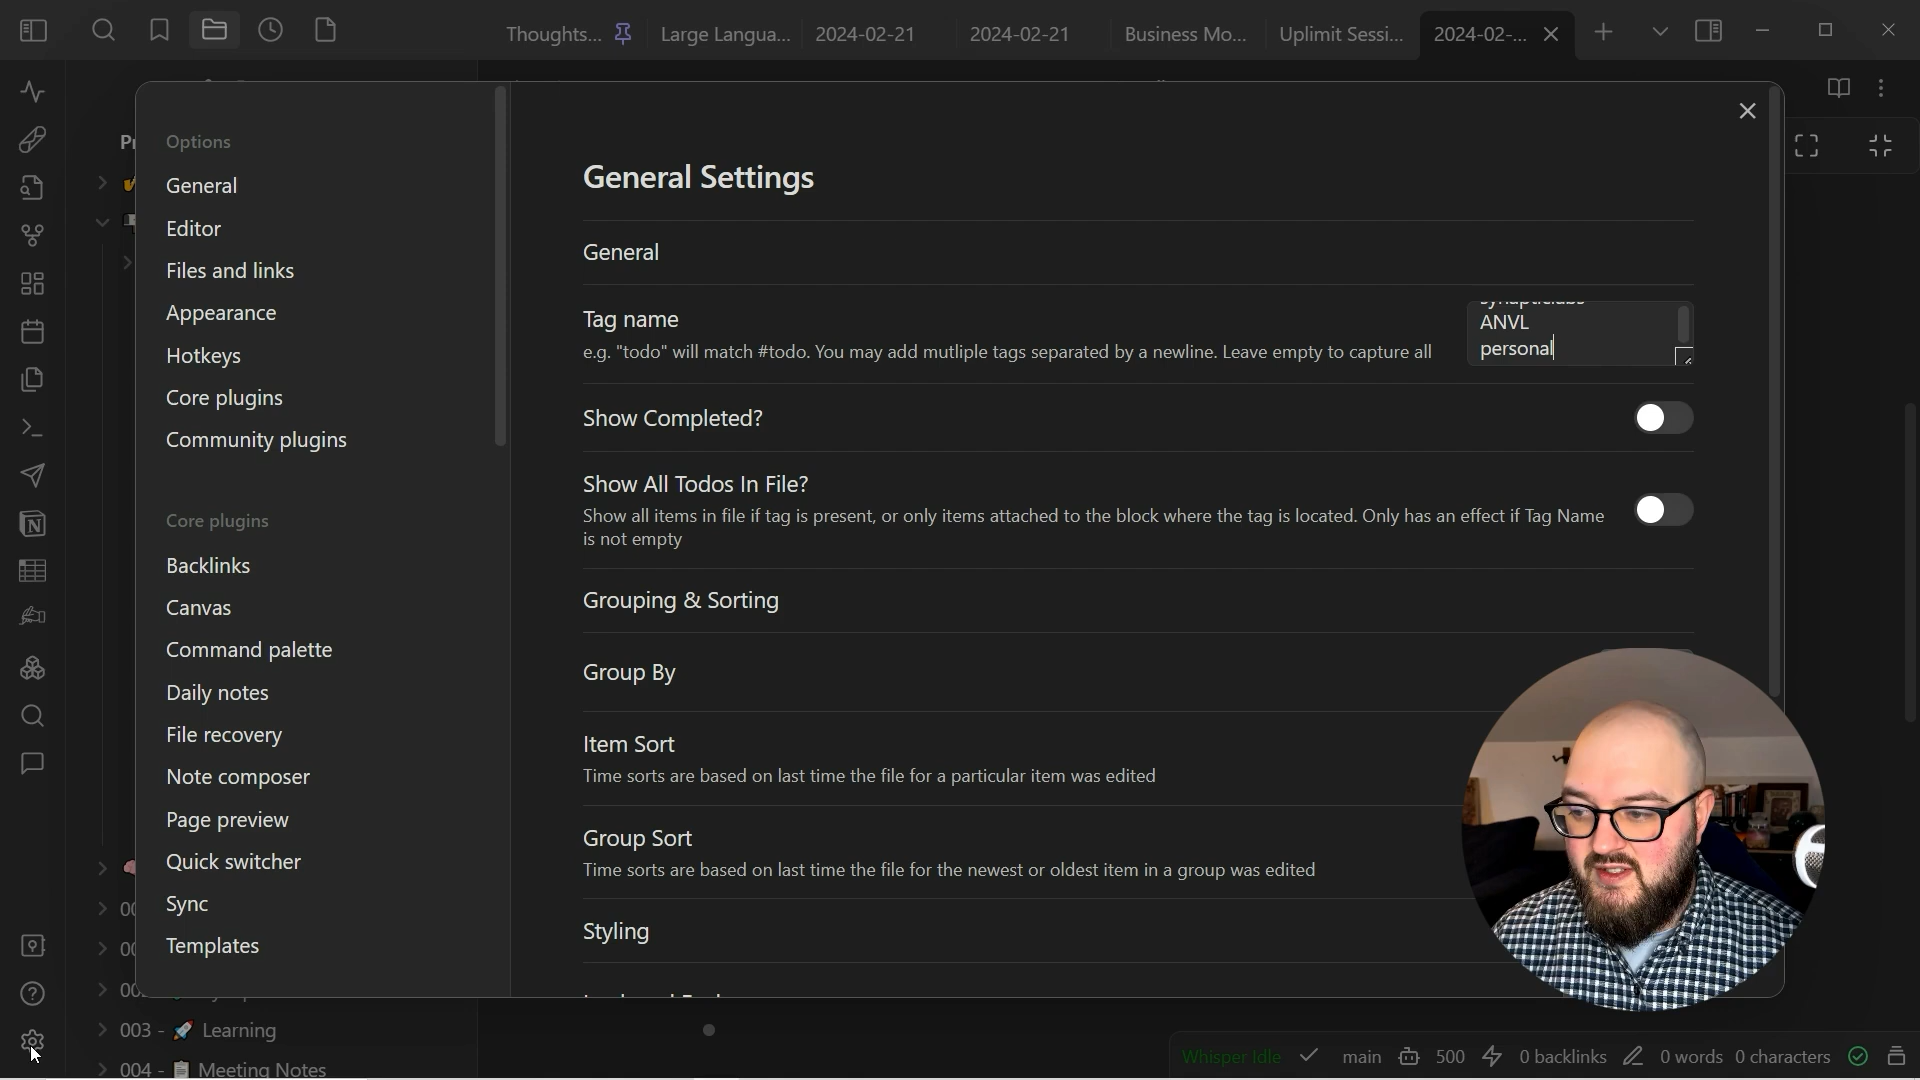 Thoughts...
Large Langua...
2024-02-21
2024-02-21
Business Mo...
Uplimit Sessi...
2024-02-...
Options
General
Editor
Files and links
Appearance
Hotkeys
Core plugins
Community plugins
Core plugins
Backlinks
Canvas
Command palette
Daily notes
File recovery
Note composer
Page preview
Quick switcher
Sync
Templates
General Settings
General
Tag name
e.g. "todo" will match #todo. You may add mutliple tags separated by a newline. Leave empty to capture all
ANVL
personal
Show Completed?
Show All Todos In File?
Show all items in file if tag is present, or only items attached to the block where the tag is located. Only has an effect if Tag Name
is not empty
Grouping & Sorting
Group By
Item Sort
Time sorts are based on last time the file for a particular item was edited
Group Sort
Time sorts are based on last time the file for the newest or oldest item in a group was edited
Styling
003 - 🚀 Learning
004 - 📋 Meeting Notes
Whisper Idle
main
500
0 backlinks
0 words 0 characters